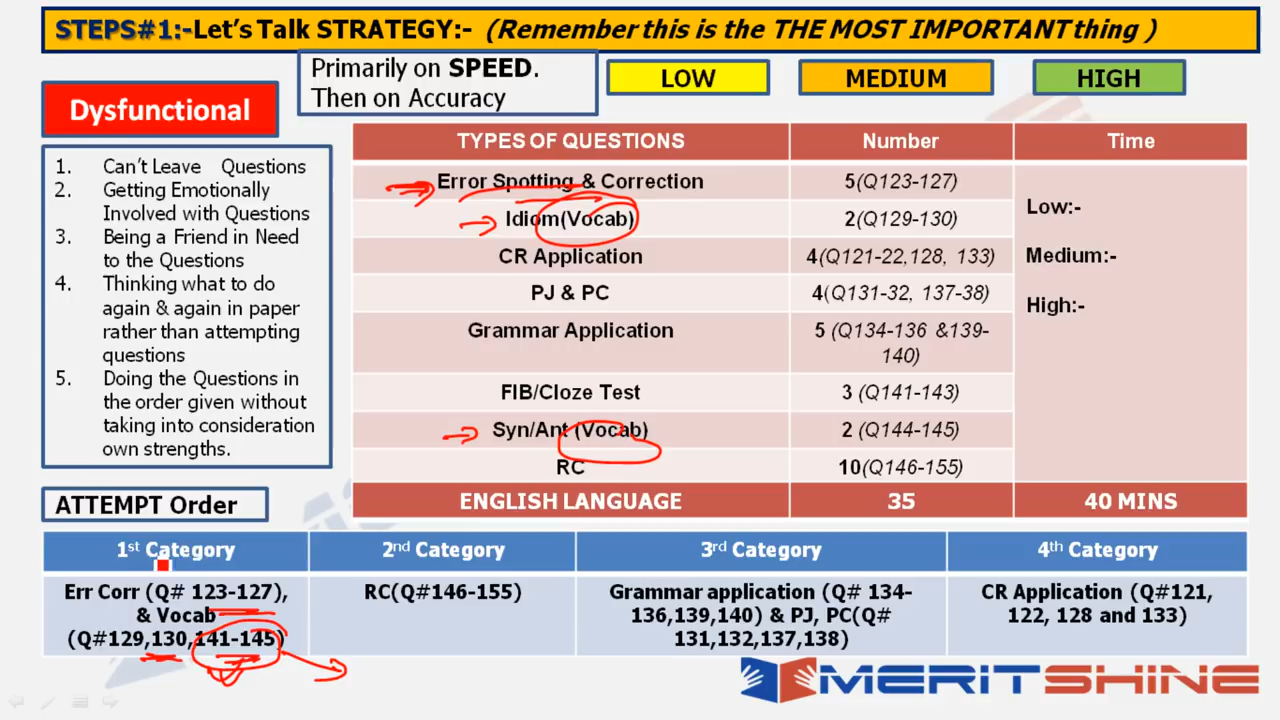 STEPS#1:-Let's Talk STRATEGY:- (Remember this is the THE MOST IMPORTANT thing )
Primarily on SPEED.
Then on Accuracy
LOW
MEDIUM
HIGH
Dysfunctional
1. Can't Leave Questions
2. Getting Emotionally
Involved with Questions
3. Being a Friend in Need
to the Questions
4. Thinking what to do
again & again in paper
rather than attempting
questions
5. Doing the Questions in
the order given without
taking into consideration
own strengths.
TYPES OF QUESTIONS Number Time
Error Spotting & Correction 5(Q123-127)
Idiom(Vocab) 2(Q129-130)
CR Application 4(Q121-22,128, 133)
PJ & PC 4(Q131-32, 137-38)
Grammar Application 5 (Q134-136 &139-
140)
FIB/Cloze Test 3 (Q141-143)
Syn/Ant (Vocab) 2 (Q144-145)
RC 10(Q146-155)
Low:-
Medium:-
High:-
ENGLISH LANGUAGE 35 40 MINS
ATTEMPT Order
1st Category 2nd Category 3rd Category 4th Category
Err Corr (Q# 123-127),
& Vocab
(Q#129,130,141-145)
RC(Q#146-155)
Grammar application (Q# 134-
136,139,140) & PJ, PC(Q#
131,132,137,138)
CR Application (Q#121,
122, 128 and 133)
MERITSHINE